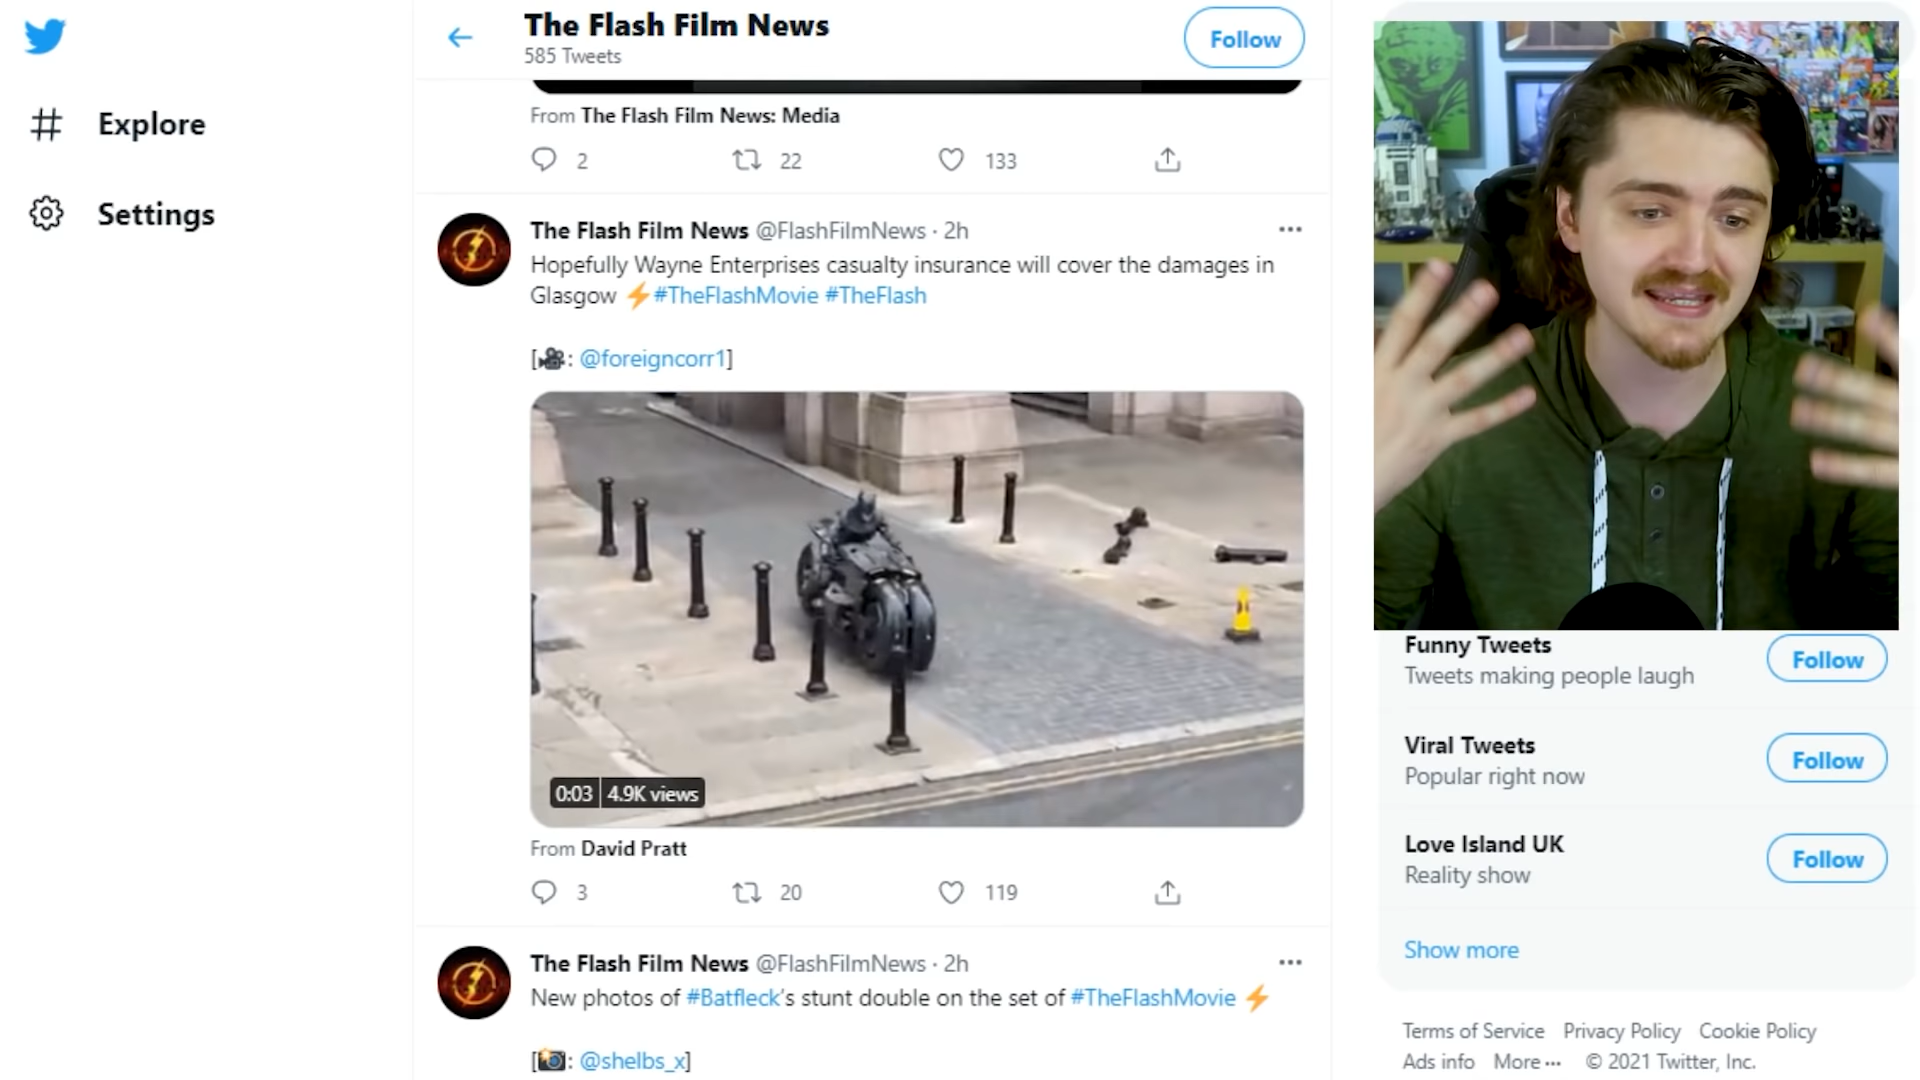 The Flash Film News
585 Tweets
Follow
Explore
Settings
From The Flash Film News: Media
2 22 133
The Flash Film News @FlashFilmNews · 2h
Hopefully Wayne Enterprises casualty insurance will cover the damages in
Glasgow ⚡#TheFlashMovie #TheFlash
[🎥: @foreigncorr1]
0:03 4.9K views
From David Pratt
3 20 119
The Flash Film News @FlashFilmNews · 2h
New photos of #Batfleck's stunt double on the set of #TheFlashMovie ⚡
[📸: @shelbs_x]
Funny Tweets
Tweets making people laugh
Follow
Viral Tweets
Popular right now
Follow
Love Island UK
Reality show
Follow
Show more
Terms of Service Privacy Policy Cookie Policy
Ads info More ··· © 2021 Twitter, Inc.